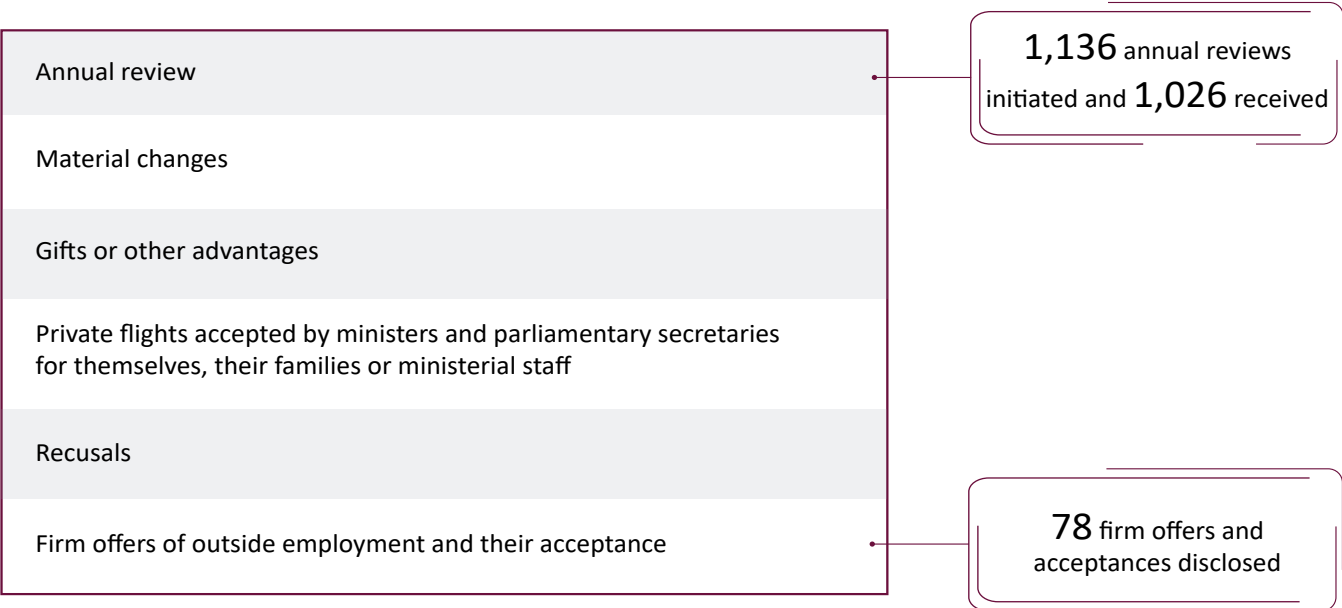 Annual review
1,136 annual reviews
initiated and 1,026 received
Material changes
Gifts or other advantages
Private flights accepted by ministers and parliamentary secretaries
for themselves, their families or ministerial staff
Recusals
Firm offers of outside employment and their acceptance
78 firm offers and
acceptances disclosed